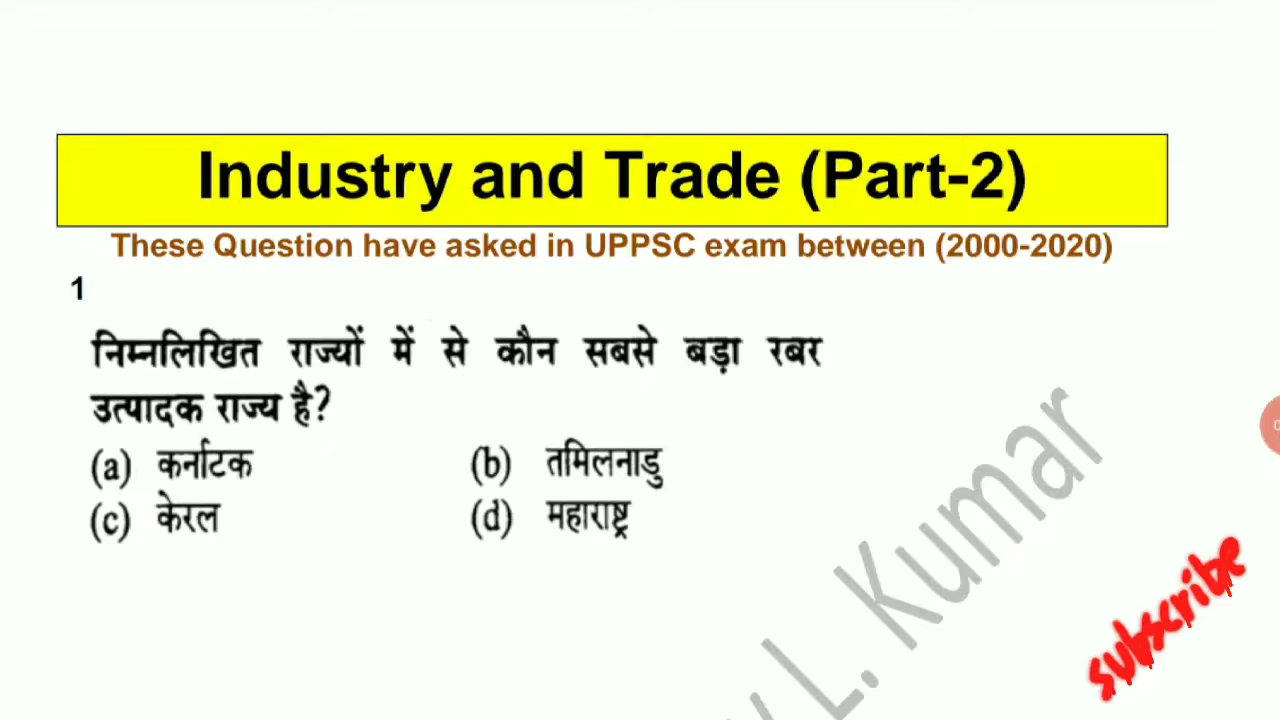 Industry and Trade (Part-2)
These Question have asked in UPPSC exam between (2000-2020)
1
निम्नलिखित राज्यों में से कौन सबसे बड़ा रबर
उत्पादक राज्य है?
(a) कर्नाटक (b) तमिलनाडु
(c) केरल (d) महाराष्ट्र
L. Kumar
subscribe